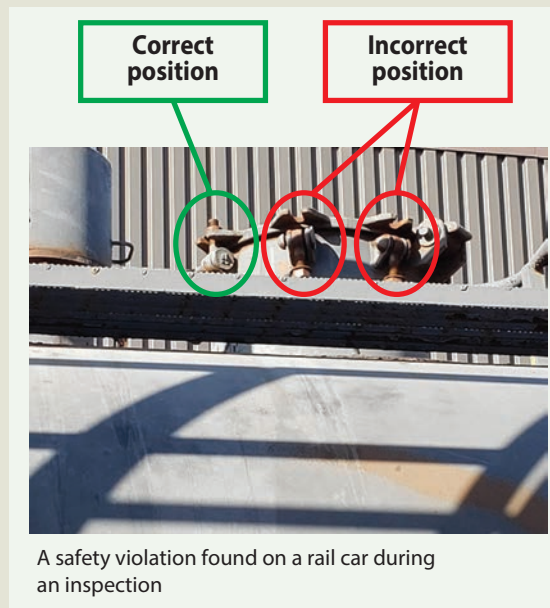 Correct
position
Incorrect
position
A safety violation found on a rail car during
an inspection